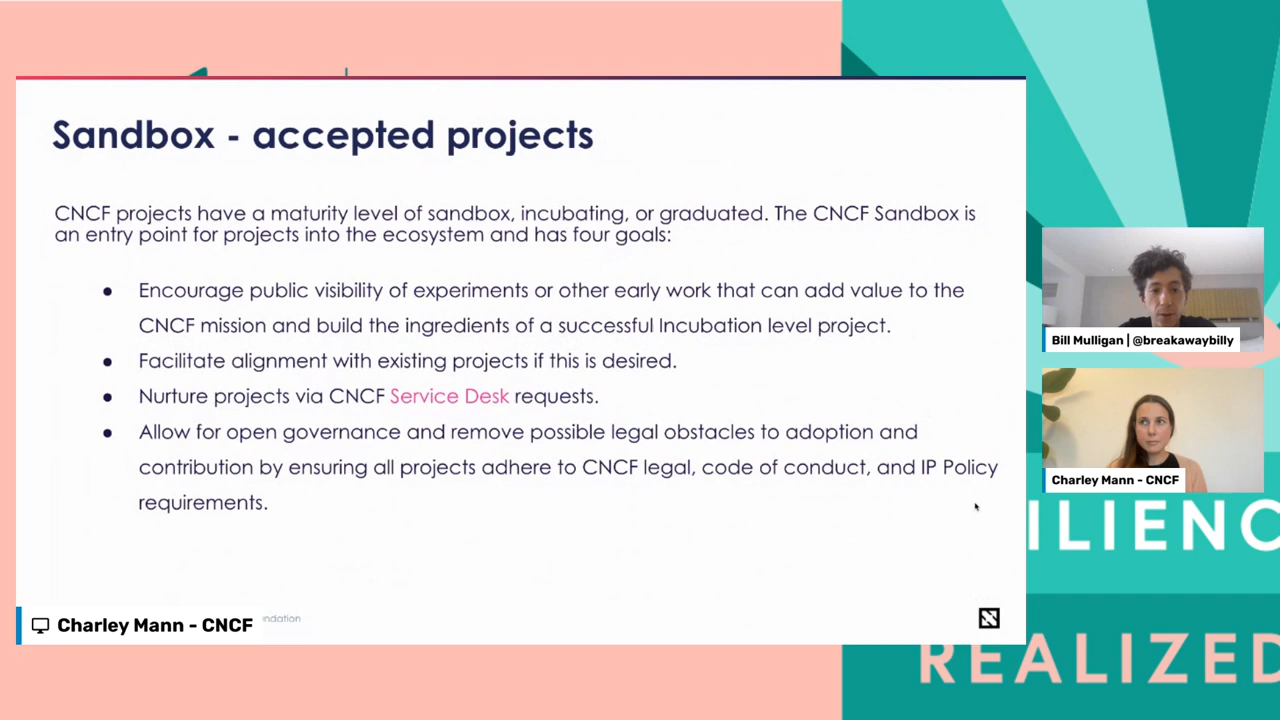 Sandbox - accepted projects
CNCF projects have a maturity level of sandbox, incubating, or graduated. The CNCF Sandbox is
an entry point for projects into the ecosystem and has four goals:
● Encourage public visibility of experiments or other early work that can add value to the
CNCF mission and build the ingredients of a successful Incubation level project.
● Facilitate alignment with existing projects if this is desired.
● Nurture projects via CNCF Service Desk requests.
● Allow for open governance and remove possible legal obstacles to adoption and
contribution by ensuring all projects adhere to CNCF legal, code of conduct, and IP Policy
requirements.
Charley Mann - CNCF
ndation
Bill Mulligan | @breakawaybilly
Charley Mann - CNCF
ILIENC
REALIZED